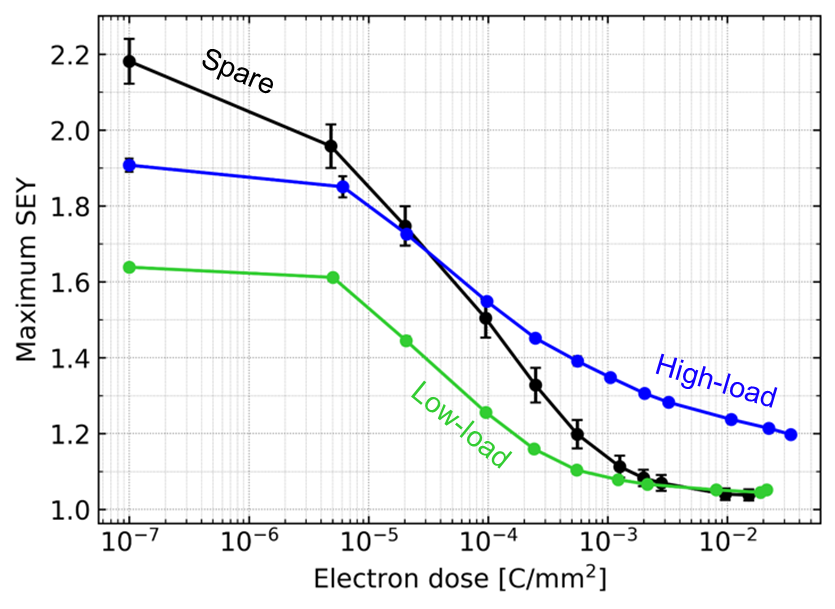 2.2
2.0
1.8
1.6
1.4
1.2
1.0
Maximum SEY
Spare
High-load
Low-load
10⁻⁷ 10⁻⁶ 10⁻⁵ 10⁻⁴ 10⁻³ 10⁻²
Electron dose [C/mm²]